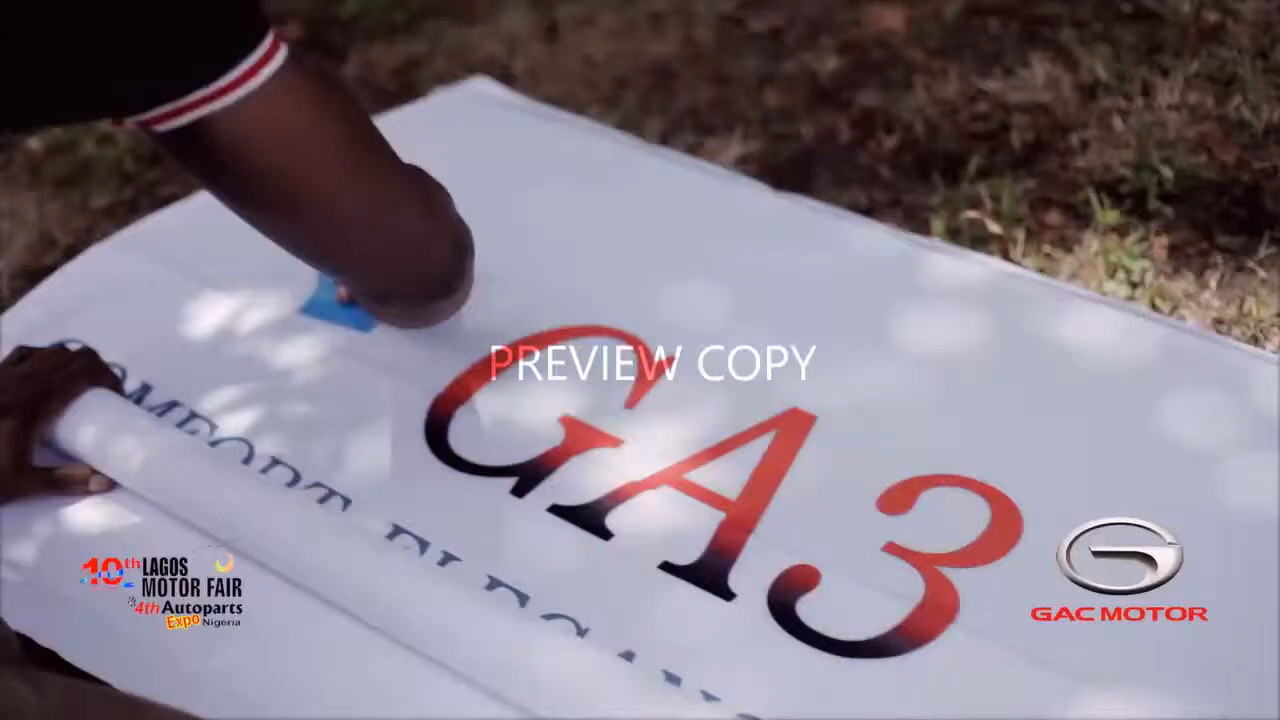 PREVIEW COPY
GA3
10th LAGOS
MOTOR FAIR
& 4th Autoparts
Expo Nigeria
GAC MOTOR